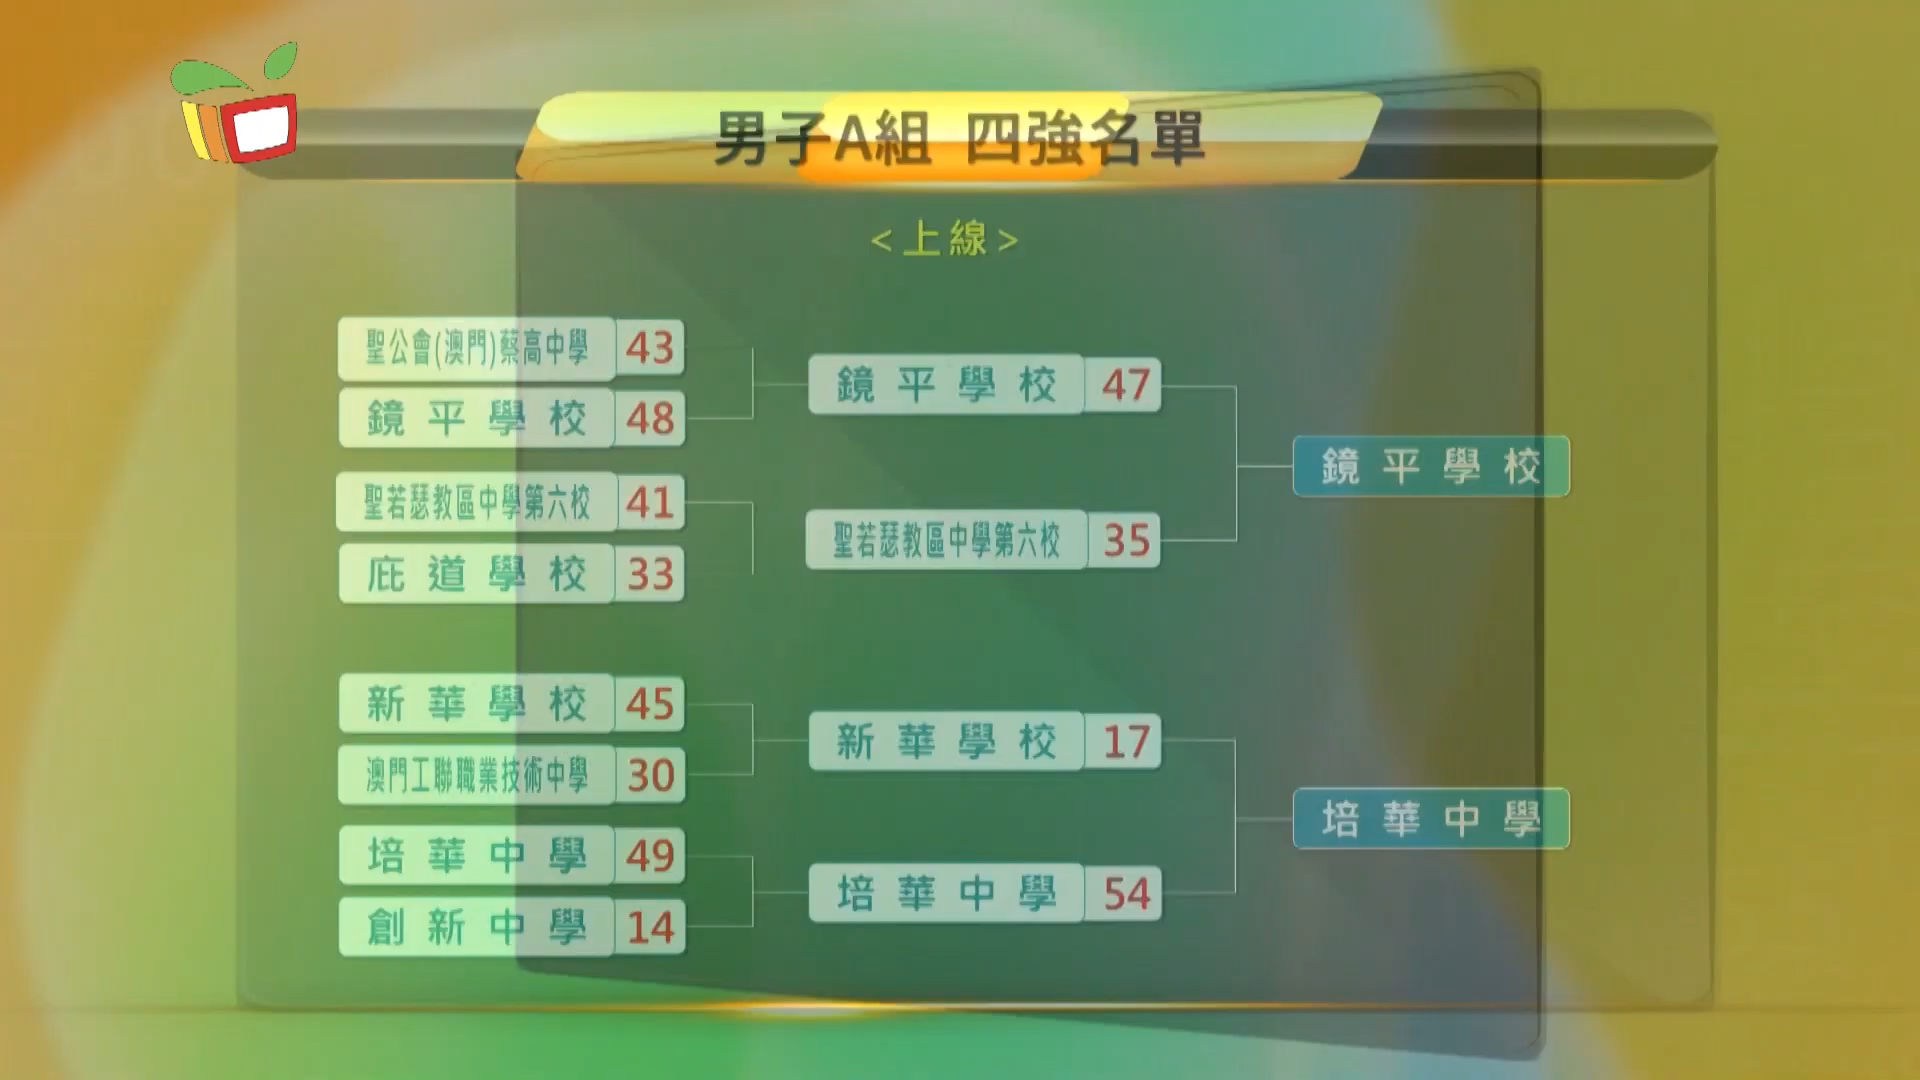 男子A組 四強名單
<上線>
聖公會(澳門)蔡高中學 43
鏡平學校 48
聖若瑟教區中學第六校 41
庇道學校 33
新華學校 45
澳門工聯職業技術中學 30
培華中學 49
創新中學 14
鏡平學校 47
聖若瑟教區中學第六校 35
新華學校 17
培華中學 54
鏡平學校
培華中學